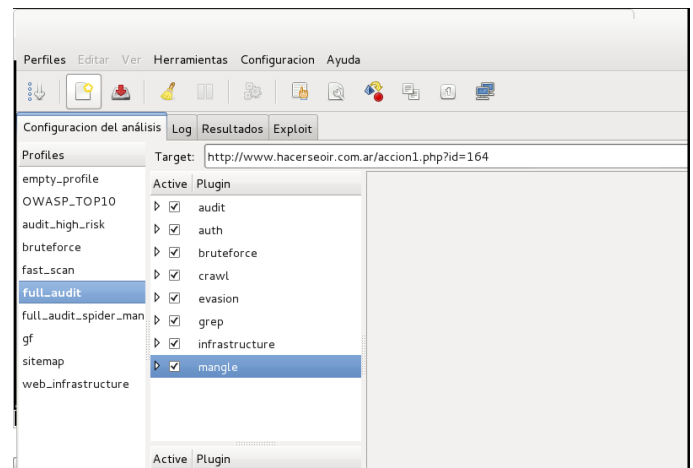 Perfiles Editar Ver Herramientas Configuracion Ayuda
Configuracion del análisis Log Resultados Exploit
Profiles Target: http://www.hacerseoir.com.ar/accion1.php?id=164
empty_profile Active Plugin
OWASP_TOP10 audit
audit_high_risk auth
bruteforce bruteforce
fast_scan crawl
full_audit evasion
full_audit_spider_man grep
gf infrastructure
sitemap mangle
web_infrastructure
Active Plugin